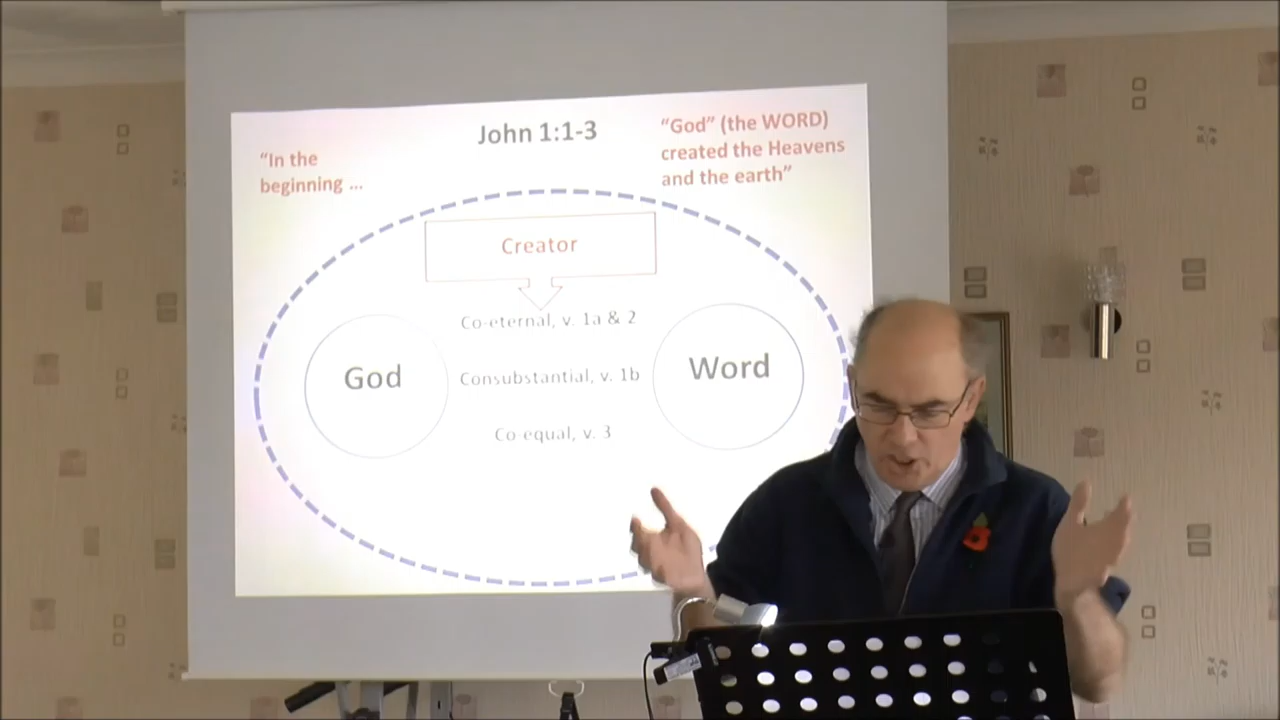 John 1:1-3
“In the
beginning ...
“God” (the WORD)
created the Heavens
and the earth”
Creator
Co-eternal, v. 1a & 2
God
Consubstantial, v. 1b
Word
Co-equal, v. 3